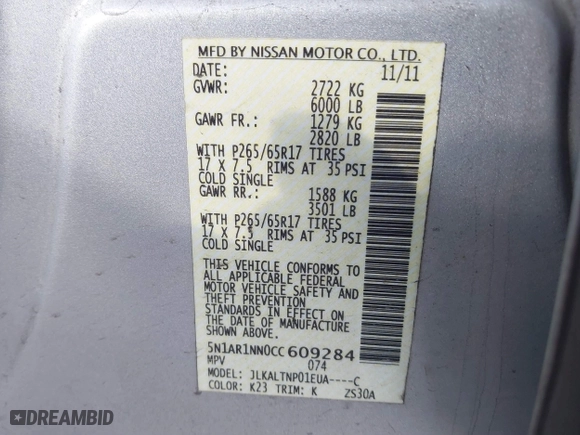 MFD BY NISSAN MOTOR CO., LTD.
DATE: 11/11
GVWR: 2722 KG
6000 LB
GAWR FR.: 1279 KG
2820 LB
WITH P265/65R17 TIRES
17 X 7.5 RIMS AT 35 PSI
COLD SINGLE
GAWR RR.: 1588 KG
3501 LB
WITH P265/65R17 TIRES
17 X 7.5 RIMS AT 35 PSI
COLD SINGLE
THIS VEHICLE CONFORMS TO
ALL APPLICABLE FEDERAL
MOTOR VEHICLE SAFETY AND
THEFT PREVENTION
STANDARDS IN EFFECT ON
THE DATE OF MANUFACTURE
SHOWN ABOVE.
5N1AR1NN0CC609284
MPV 074
MODEL: JLKALTNP01EUA----C
COLOR: K23 TRIM: K ZS30A
DREAMBID